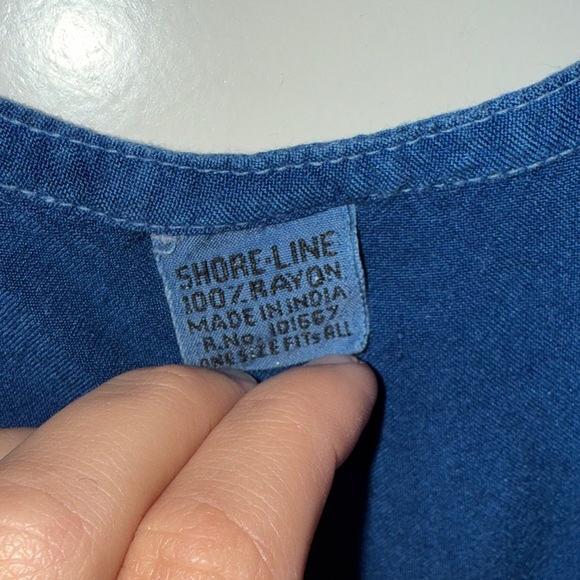 SHORE-LINE
100% RAYON
MADE IN INDIA
R.No. 101667
ONE SIZE FITS ALL